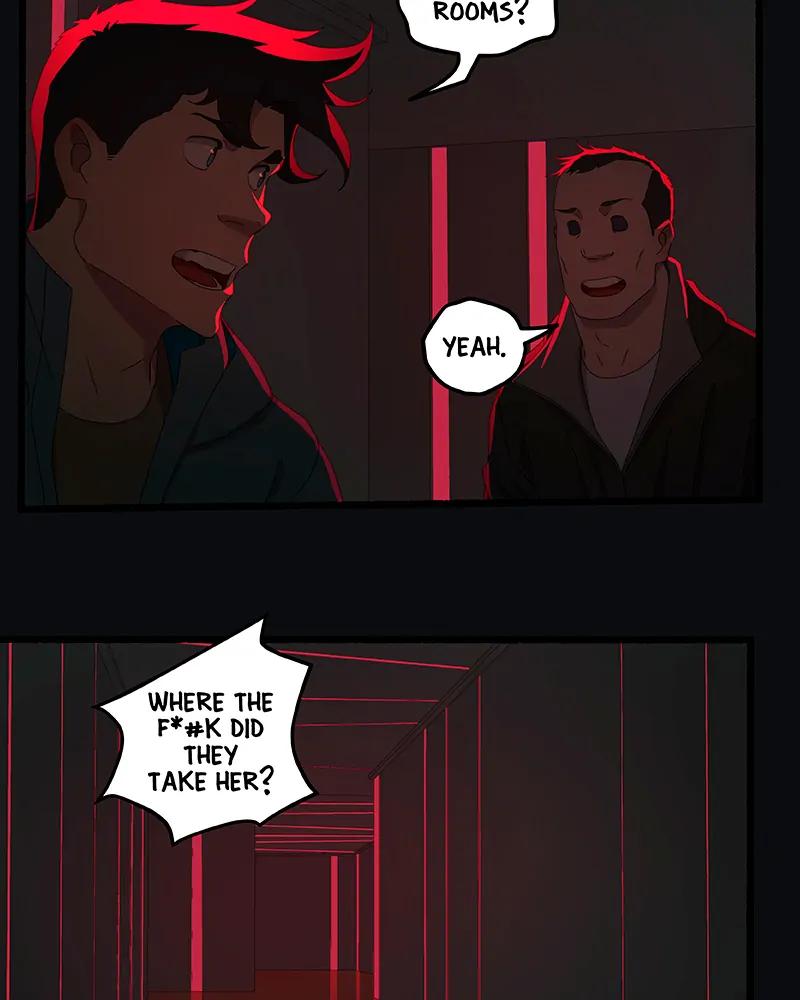 ROOMS?
YEAH.
WHERE THE
F*#K DID
THEY
TAKE HER?